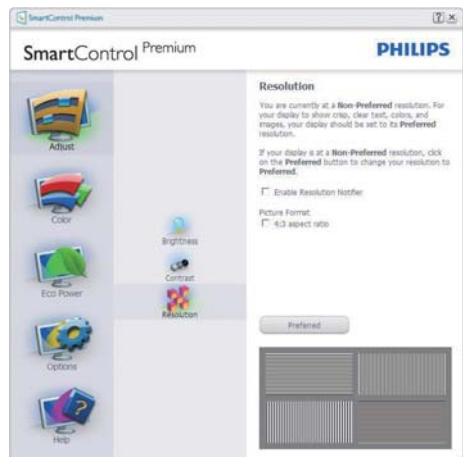 SmartControl Premium
SmartControl Premium
PHILIPS
Adjust
Color
Eco Power
Options
Help
Brightness
Contrast
Resolution
Resolution
You are currently at a Non-Preferred resolution. For
your display to show crisp, clear text, colors, and
images, your display should be set to its Preferred
resolution.
If your display is at a Non-Preferred resolution, click
on the Preferred button to change your resolution to
Preferred.
Enable Resolution Notifier
Picture Format
4:3 aspect ratio
Preferred